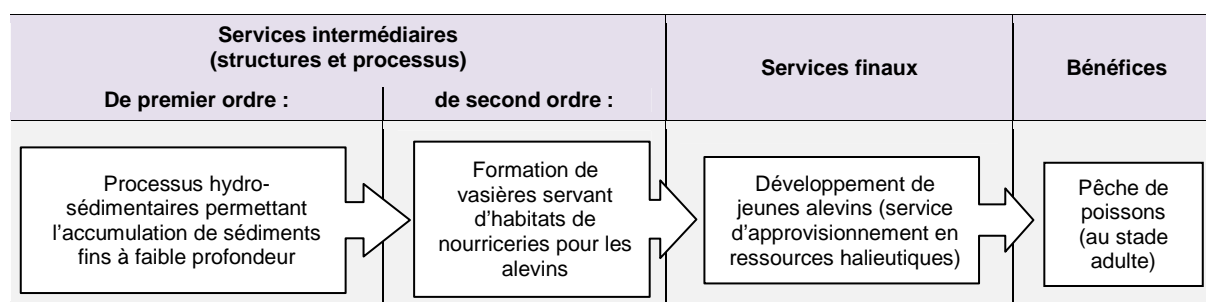 Services intermédiaires
(structures et processus)
Services finaux
Bénéfices
De premier ordre :
de second ordre :
Processus hydro-
sédimentaires permettant
l'accumulation de sédiments
fins à faible profondeur
Formation de
vasières servant
d'habitats de
nourriceries pour les
alevins
Développement de
jeunes alevins (service
d'approvisionnement en
ressources halieutiques)
Pêche de
poissons
(au stade
adulte)